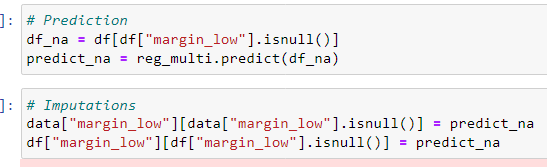 ]: # Prediction
df_na = df[df["margin_low"].isnull()]
predict_na = reg_multi.predict(df_na)
]: # Imputations
data["margin_low"][data["margin_low"].isnull()] = predict_na
df["margin_low"][df["margin_low"].isnull()] = predict_na